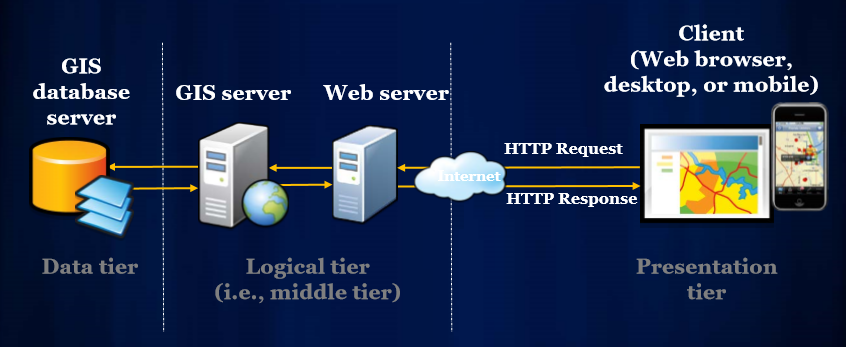 GIS
database
server
GIS server
Web server
Client
(Web browser,
desktop, or mobile)
HTTP Request
Internet
HTTP Response
Data tier
Logical tier
(i.e., middle tier)
Presentation
tier